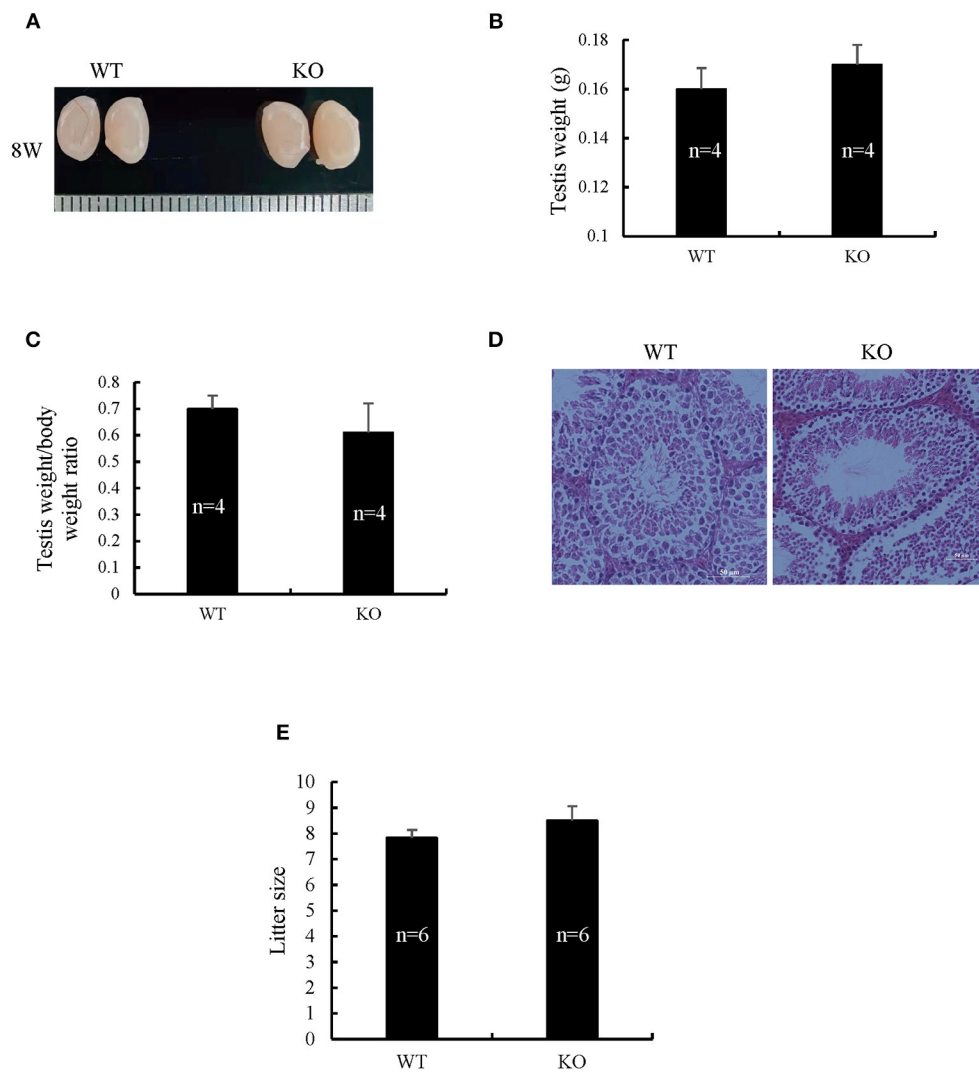 A
WT KO
8W
B
Testis weight (g)
0.18
0.16
0.14
0.12
0.1
n=4
n=4
WT
KO
C
Testis weight/body
weight ratio
0.8
0.7
0.6
0.5
0.4
0.3
0.2
0.1
0
n=4
n=4
WT
KO
D
WT
KO
50 μm
50 μm
E
Litter size
10
9
8
7
6
5
4
3
2
1
0
n=6
n=6
WT
KO